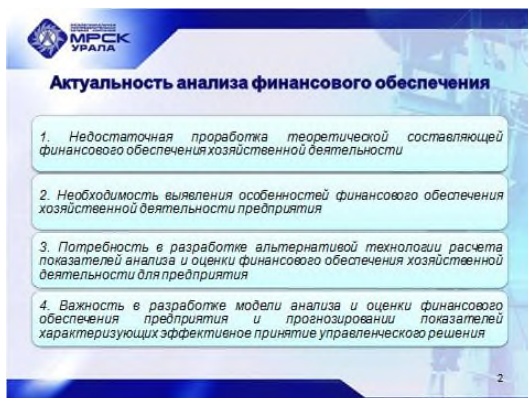 МРСК
УРАЛА
Актуальность анализа финансового обеспечения
1. Недостаточная проработка теоретической составляющей
финансового обеспечения хозяйственной деятельности
2. Необходимость выявления особенностей финансового обеспечения
хозяйственной деятельности предприятия
3. Потребность в разработке альтернативой технологии расчета
показателей анализа и оценки финансового обеспечения хозяйственной
деятельности для предприятия
4. Важность в разработке модели анализа и оценки финансового
обеспечения предприятия и прогнозировании показателей
характеризующих эффективное принятие управленческого решения
2